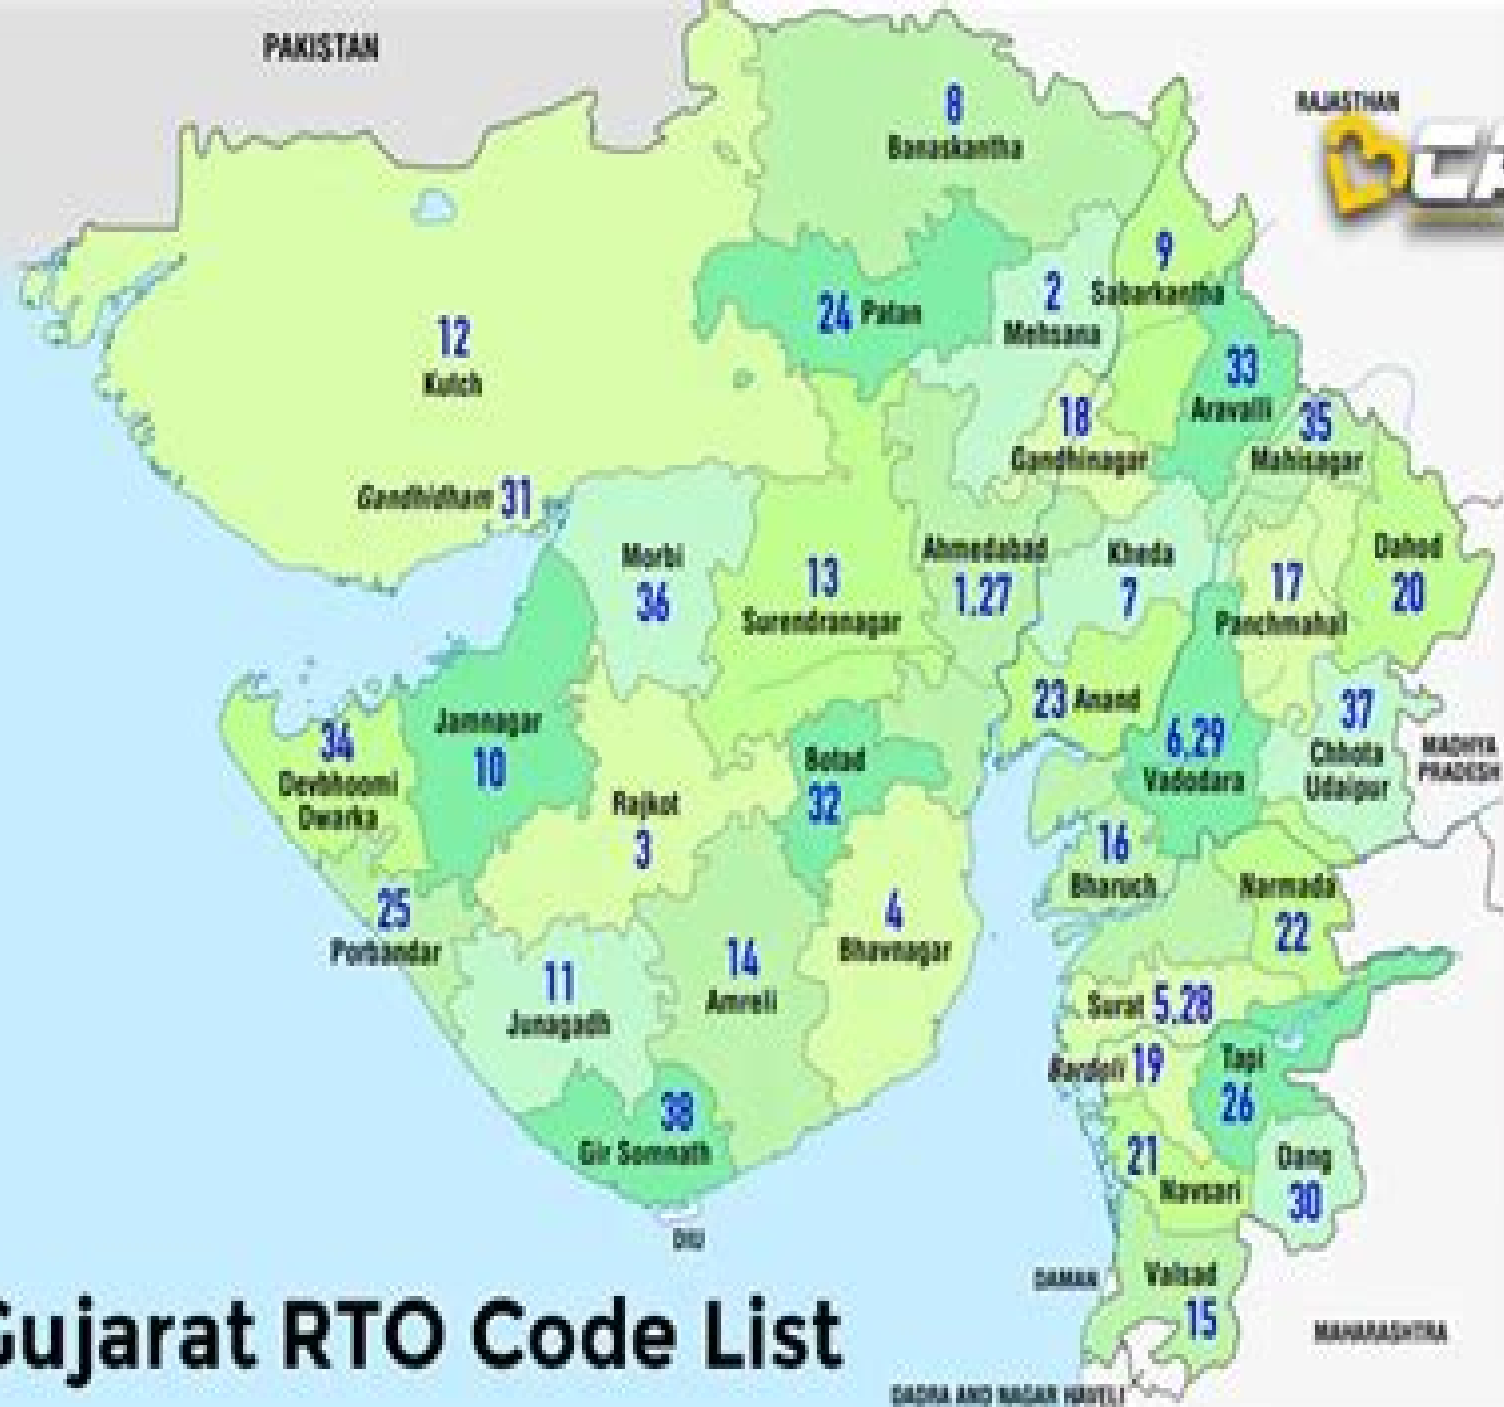 PAKISTAN
8
Banaskantha
RAJASTHAN
9
Sabarkantha
24 Patan
2
Mehsana
12
Kutch
33
Aravalli
35
Mahisagar
18
Gandhinagar
Gandhidham 31
Morbi
36
13
Surendranagar
Ahmedabad
1.27
Kheda
7
17
Panchmahal
Dahod
20
34
Devbhoomi
Dwarka
Jamnagar
10
Rajkot
3
Botad
32
23 Anand
6.29
Vadodara
37
Chhota
Udaipur
MADHYA
PRADESH
16
Bharuch
Narmada
22
25
Porbandar
11
Junagadh
14
Amreli
4
Bhavnagar
Surat 5.28
Bardoli 19
Tapi
26
38
Gir Somnath
21
Navsari
Dang
30
DIU
DAMAN
Valsad
15
MAHARASHTRA
DADRA AND NAGAR HAVELI
Gujarat RTO Code List